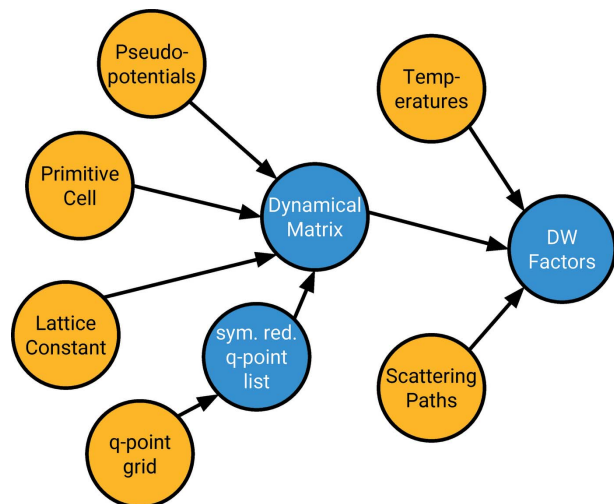 Pseudo-
potentials
Temp-
eratures
Primitive
Cell
Dynamical
Matrix
DW
Factors
Lattice
Constant
sym. red.
q-point
list
Scattering
Paths
q-point
grid